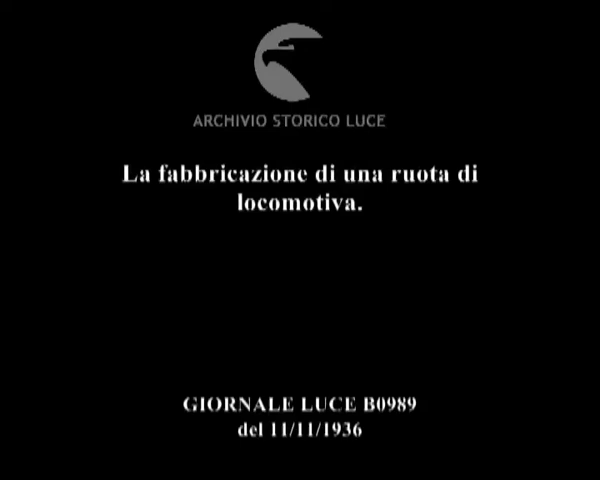 ARCHIVIO STORICO LUCE
La fabbricazione di una ruota di
locomotiva.
GIORNALE LUCE B0989
del 11/11/1936